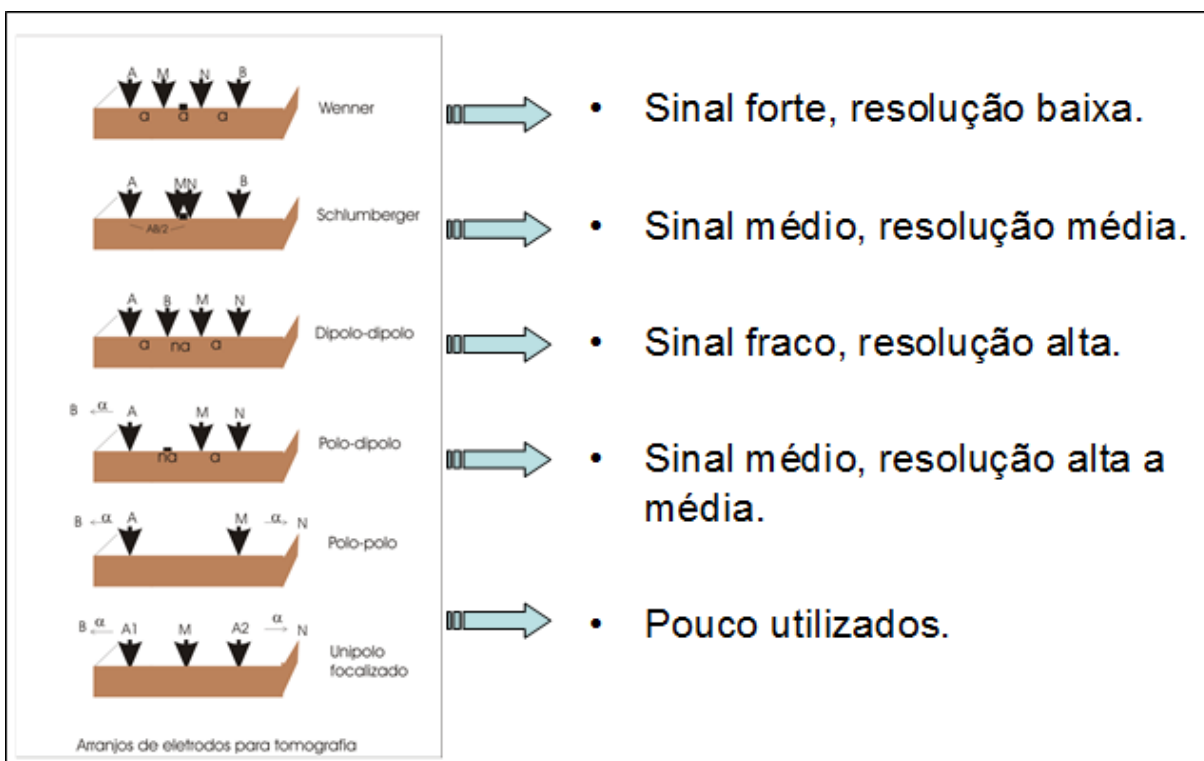 A M N B
a a a
Wenner
• Sinal forte, resolução baixa.
A MN B
AB/2
Schlumberger
• Sinal médio, resolução média.
A B M N
a na a
Dipolo-dipolo
• Sinal fraco, resolução alta.
B α A M N
na a
Polo-dipolo
• Sinal médio, resolução alta a
média.
B α A M α N
Polo-polo
B α A1 M A2 α N
Unipolo
focalizado
• Pouco utilizados.
Arranjos de eletrodos para tomografia